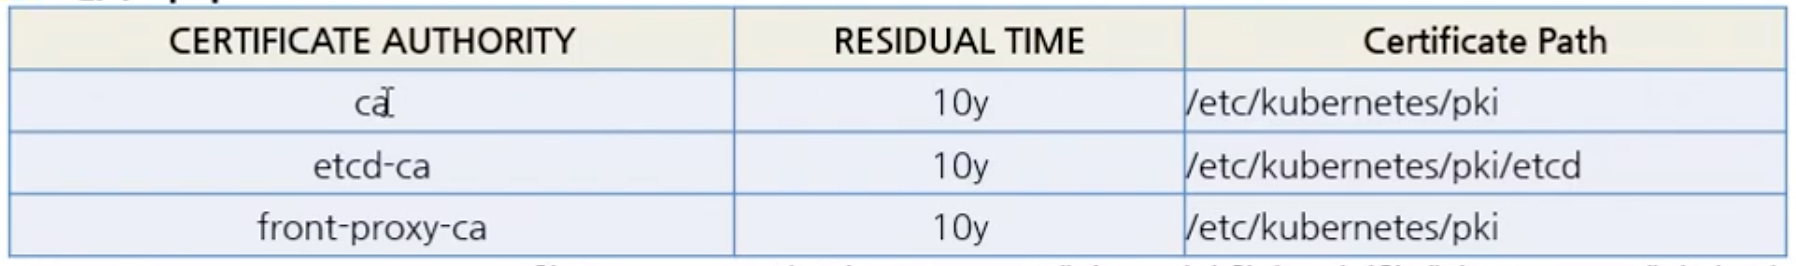 CERTIFICATE AUTHORITY RESIDUAL TIME Certificate Path
ca 10y /etc/kubernetes/pki
etcd-ca 10y /etc/kubernetes/pki/etcd
front-proxy-ca 10y /etc/kubernetes/pki